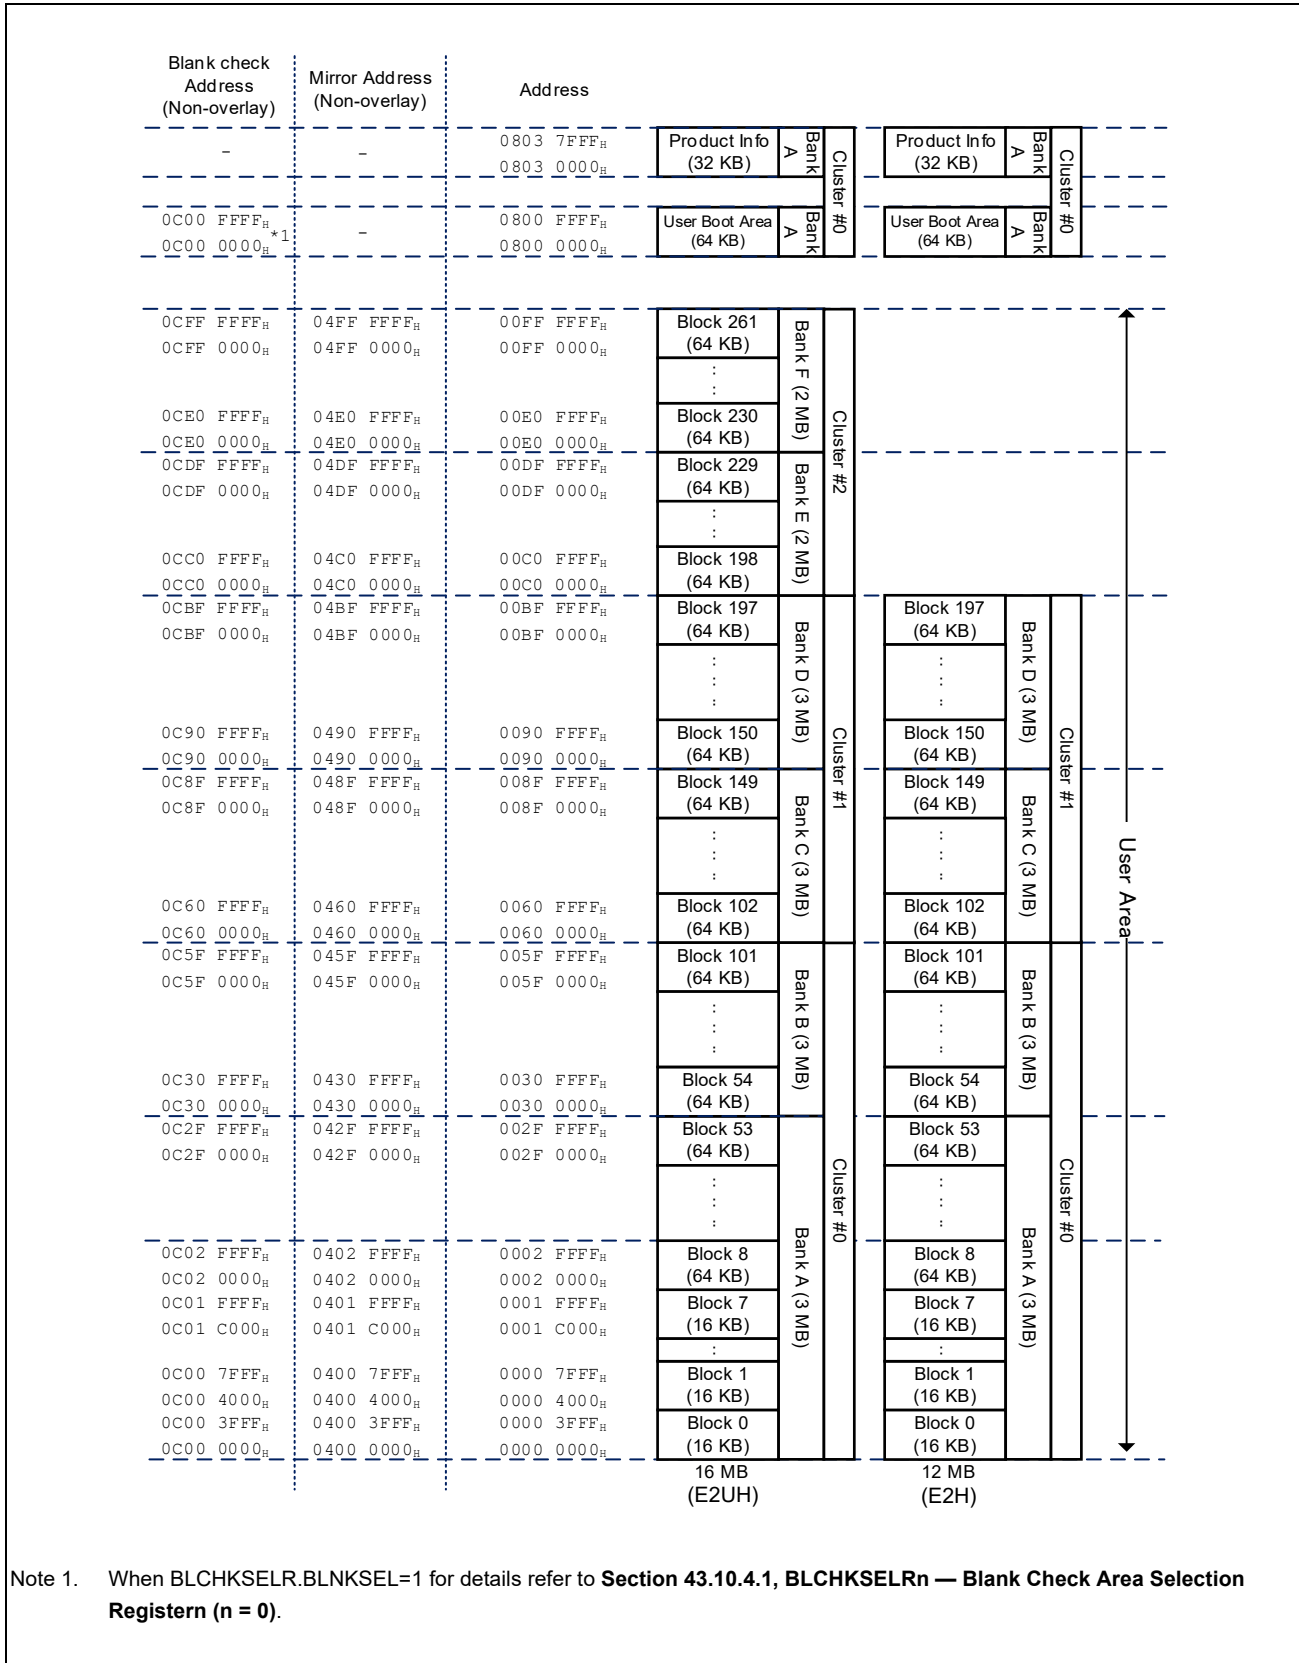 Blank check
Address
(Non-overlay)
Mirror Address
(Non-overlay)
Address
- - 0803 7FFFH
0803 0000H
Product Info
(32 KB)
Bank
A
Cluster #0
Product Info
(32 KB)
Bank
A
Cluster #0
0C00 FFFFH - 0800 FFFFH
0C00 0000H*1 0800 0000H
User Boot Area
(64 KB)
Bank
A
User Boot Area
(64 KB)
Bank
A
0CFF FFFFH 04FF FFFFH 00FF FFFFH Block 261
0CFF 0000H 04FF 0000H 00FF 0000H (64 KB)
:
Bank F (2 MB)
0CE0 FFFFH 04E0 FFFFH 00E0 FFFFH Block 230
0CE0 0000H 04E0 0000H 00E0 0000H (64 KB)
Cluster #2
0CDF FFFFH 04DF FFFFH 00DF FFFFH Block 229
0CDF 0000H 04DF 0000H 00DF 0000H (64 KB)
:
Bank E (2 MB)
0CC0 FFFFH 04C0 FFFFH 00C0 FFFFH Block 198
0CC0 0000H 04C0 0000H 00C0 0000H (64 KB)
0CBF FFFFH 04BF FFFFH 00BF FFFFH Block 197 Block 197
0CBF 0000H 04BF 0000H 00BF 0000H (64 KB) (64 KB)
: :
Bank D (3 MB) Bank D (3 MB)
0C90 FFFFH 0490 FFFFH 0090 FFFFH Block 150 Block 150
0C90 0000H 0490 0000H 0090 0000H (64 KB) (64 KB)
Cluster #1 Cluster #1
0C8F FFFFH 048F FFFFH 008F FFFFH Block 149 Block 149
0C8F 0000H 048F 0000H 008F 0000H (64 KB) (64 KB)
: :
Bank C (3 MB) Bank C (3 MB)
User Area
0C60 FFFFH 0460 FFFFH 0060 FFFFH Block 102 Block 102
0C60 0000H 0460 0000H 0060 0000H (64 KB) (64 KB)
0C5F FFFFH 045F FFFFH 005F FFFFH Block 101 Block 101
0C5F 0000H 045F 0000H 005F 0000H (64 KB) (64 KB)
: :
Bank B (3 MB) Bank B (3 MB)
0C30 FFFFH 0430 FFFFH 0030 FFFFH Block 54 Block 54
0C30 0000H 0430 0000H 0030 0000H (64 KB) (64 KB)
0C2F FFFFH 042F FFFFH 002F FFFFH Block 53 Block 53
0C2F 0000H 042F 0000H 002F 0000H (64 KB) (64 KB)
: :
Cluster #0 Cluster #0
0C02 FFFFH 0402 FFFFH 0002 FFFFH Block 8 Block 8
0C02 0000H 0402 0000H 0002 0000H (64 KB) (64 KB)
Bank A (3 MB) Bank A (3 MB)
0C01 FFFFH 0401 FFFFH 0001 FFFFH Block 7 Block 7
0C01 C000H 0401 C000H 0001 C000H (16 KB) (16 KB)
: :
0C00 7FFFH 0400 7FFFH 0000 7FFFH Block 1 Block 1
0C00 4000H 0400 4000H 0000 4000H (16 KB) (16 KB)
0C00 3FFFH 0400 3FFFH 0000 3FFFH Block 0 Block 0
0C00 0000H 0400 0000H 0000 0000H (16 KB) (16 KB)
16 MB 12 MB
(E2UH) (E2H)
Note 1. When BLCHKSELR.BLNKSEL=1 for details refer to Section 43.10.4.1, BLCHKSELRn — Blank Check Area Selection
Registern (n = 0).